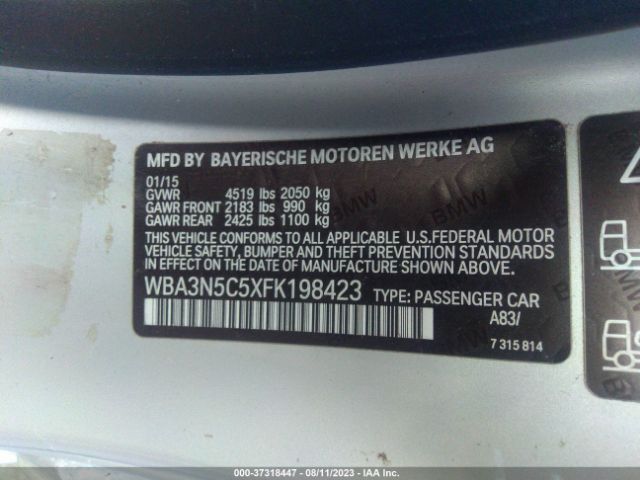 MFD BY BAYERISCHE MOTOREN WERKE AG
01/15
GVWR 4519 lbs 2050 kg
GAWR FRONT 2183 lbs 990 kg
GAWR REAR 2425 lbs 1100 kg
THIS VEHICLE CONFORMS TO ALL APPLICABLE U.S.FEDERAL MOTOR
VEHICLE SAFETY, BUMPER, AND THEFT PREVENTION STANDARDS
IN EFFECT ON THE DATE OF MANUFACTURE SHOWN ABOVE.
WBA3N5C5XFK198423 TYPE: PASSENGER CAR
A83/
7 315 814
BMW
BMW
000-37318447 - 08/11/2023 - IAA Inc.